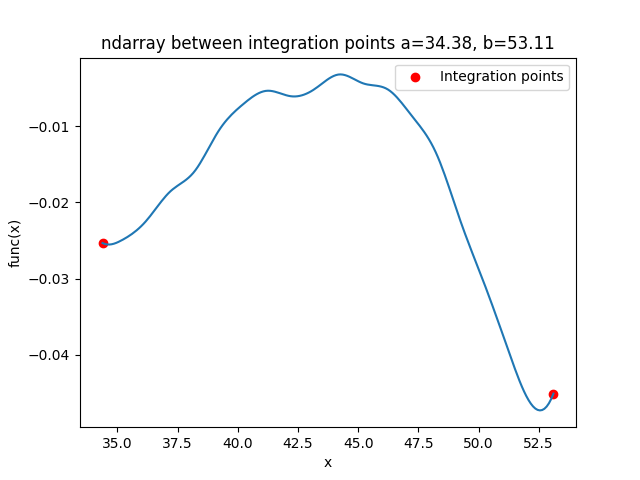 ndarray between integration points a=34.38, b=53.11
Integration points
−0.01
−0.02
−0.03
−0.04
func(x)
35.0 37.5 40.0 42.5 45.0 47.5 50.0 52.5
x